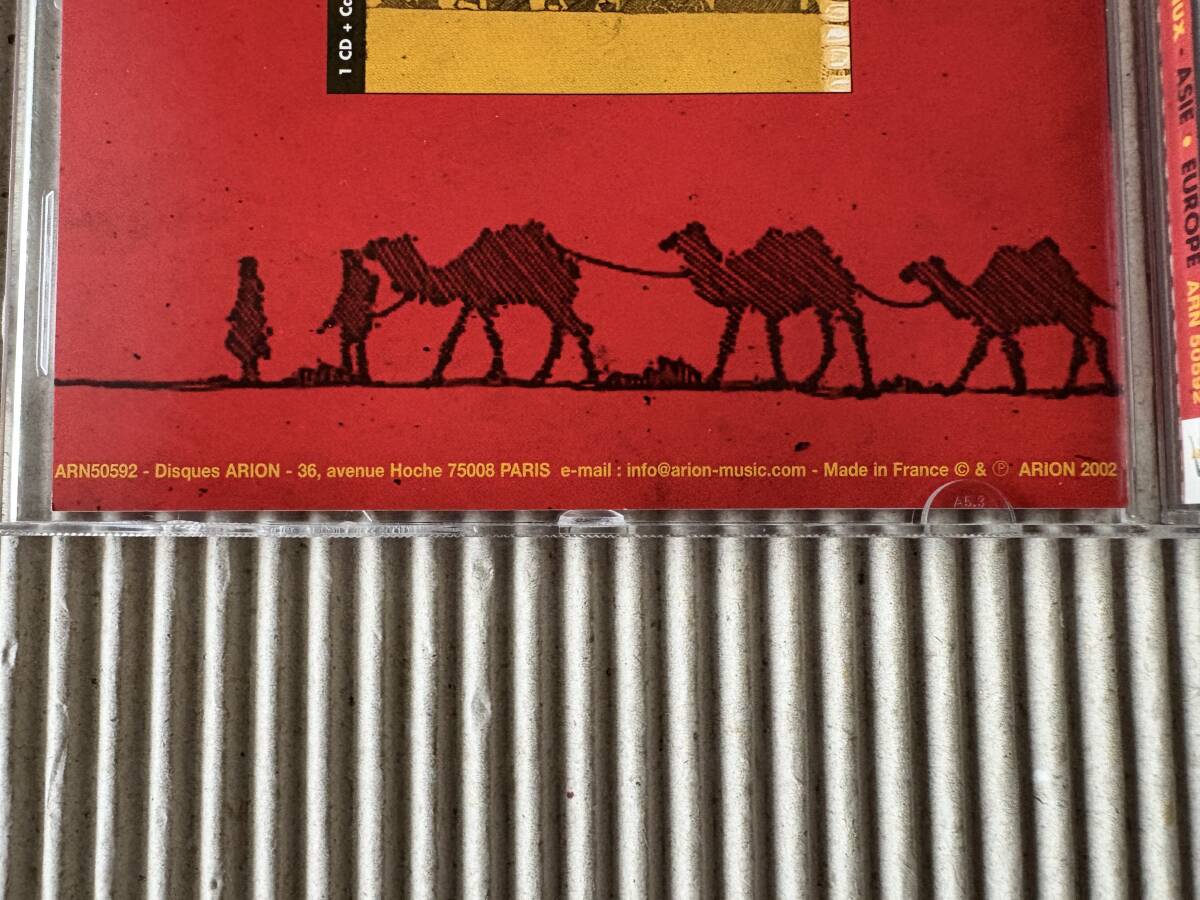 1 CD +
ARN50592 - Disques ARION - 36, avenue Hoche 75008 PARIS e-mail : info@arion-music.com - Made in France © & ℗ ARION 2002
- ASIE • EUROPE ARN 50592
A5.3